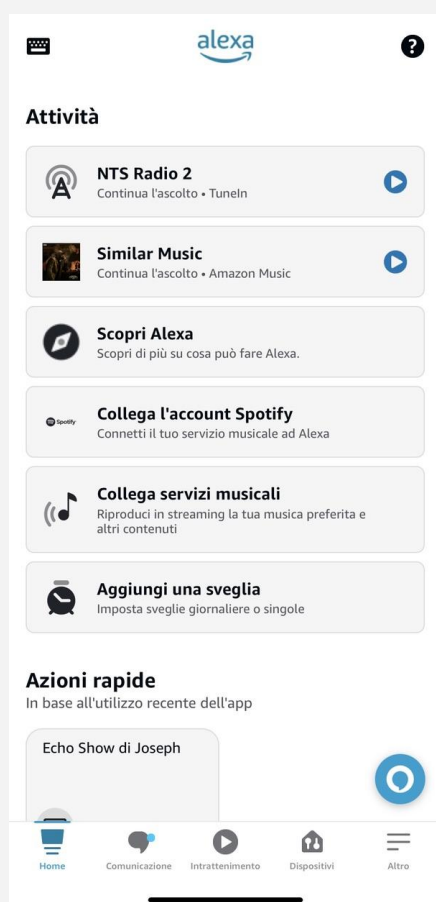 alexa
?
Attività
NTS Radio 2
Continua l'ascolto • TuneIn
Similar Music
Continua l'ascolto • Amazon Music
Scopri Alexa
Scopri di più su cosa può fare Alexa.
Spotify
Collega l'account Spotify
Connetti il tuo servizio musicale ad Alexa
Collega servizi musicali
Riproduci in streaming la tua musica preferita e
altri contenuti
Aggiungi una sveglia
Imposta sveglie giornaliere o singole
Azioni rapide
In base all'utilizzo recente dell'app
Echo Show di Joseph
Home
Comunicazione
Intrattenimento
Dispositivi
Altro